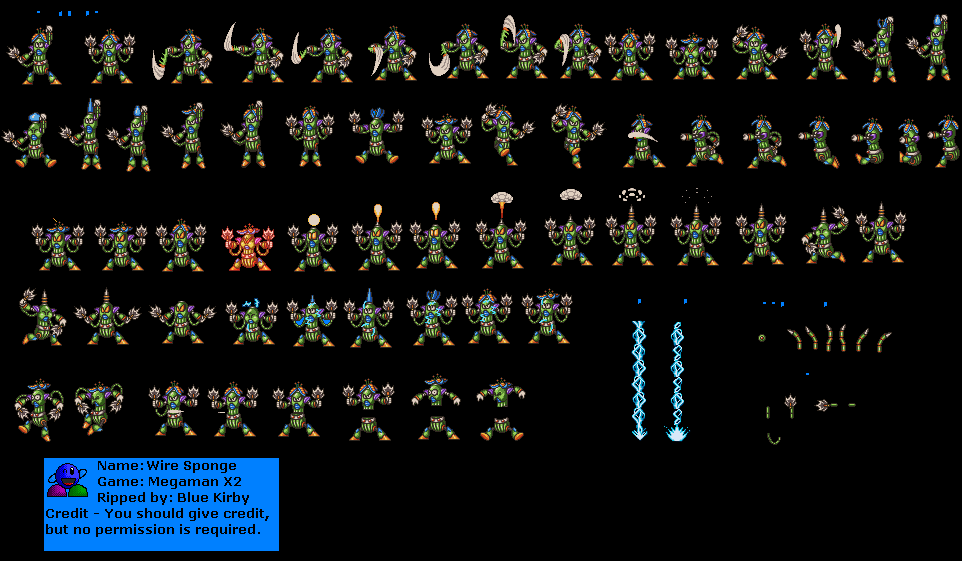 Name: Wire Sponge
Game: Megaman X2
Ripped by: Blue Kirby
Credit - You should give credit,
but no permission is required.